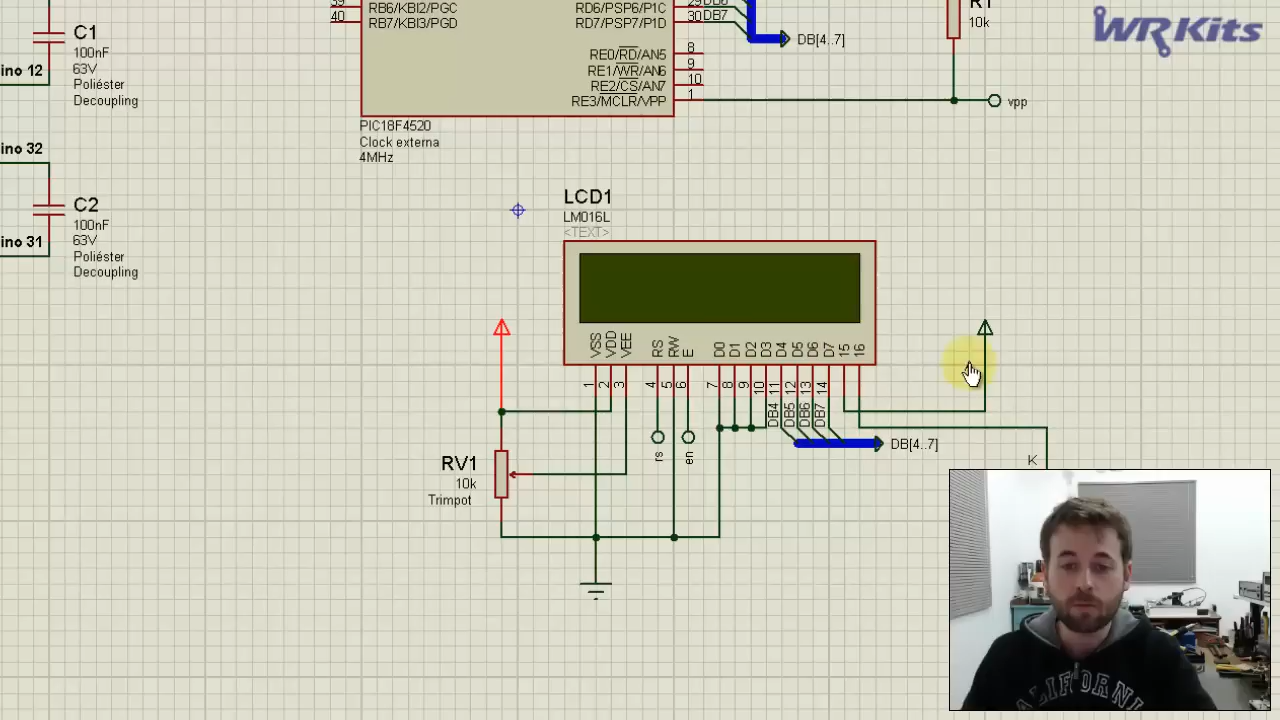 WR Kits
C1
100nF
63V
Poliéster
Decoupling
ino 12
ino 32
C2
100nF
63V
Poliéster
Decoupling
ino 31
40
RB6/KBI2/PGC
RB7/KBI3/PGD
RD6/PSP6/P1C
RD7/PSP7/P1D
RE0/RD/AN5
RE1/WR/AN6
RE2/CS/AN7
RE3/MCLR/VPP
30
8
9
10
1
DB7
DB[4..7]
R1
10k
vpp
PIC18F4520
Clock externa
4MHz
LCD1
LM016L
<TEXT>
VSS
VDD
VEE
RS
RW
E
D0
D1
D2
D3
D4
D5
D6
D7
15
16
1
2
3
4
5
6
7
8
9
10
11
12
13
14
DB4
DB5
DB6
DB7
rs
en
DB[4..7]
RV1
10k
Trimpot
K